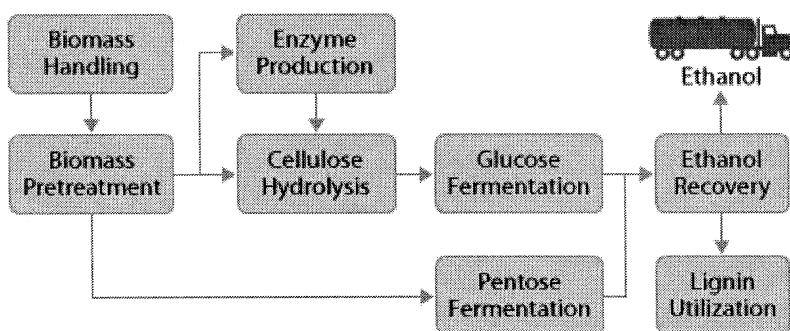 Biomass
Handling
Enzyme
Production
Ethanol
Biomass
Pretreatment
Cellulose
Hydrolysis
Glucose
Fermentation
Ethanol
Recovery
Pentose
Fermentation
Lignin
Utilization